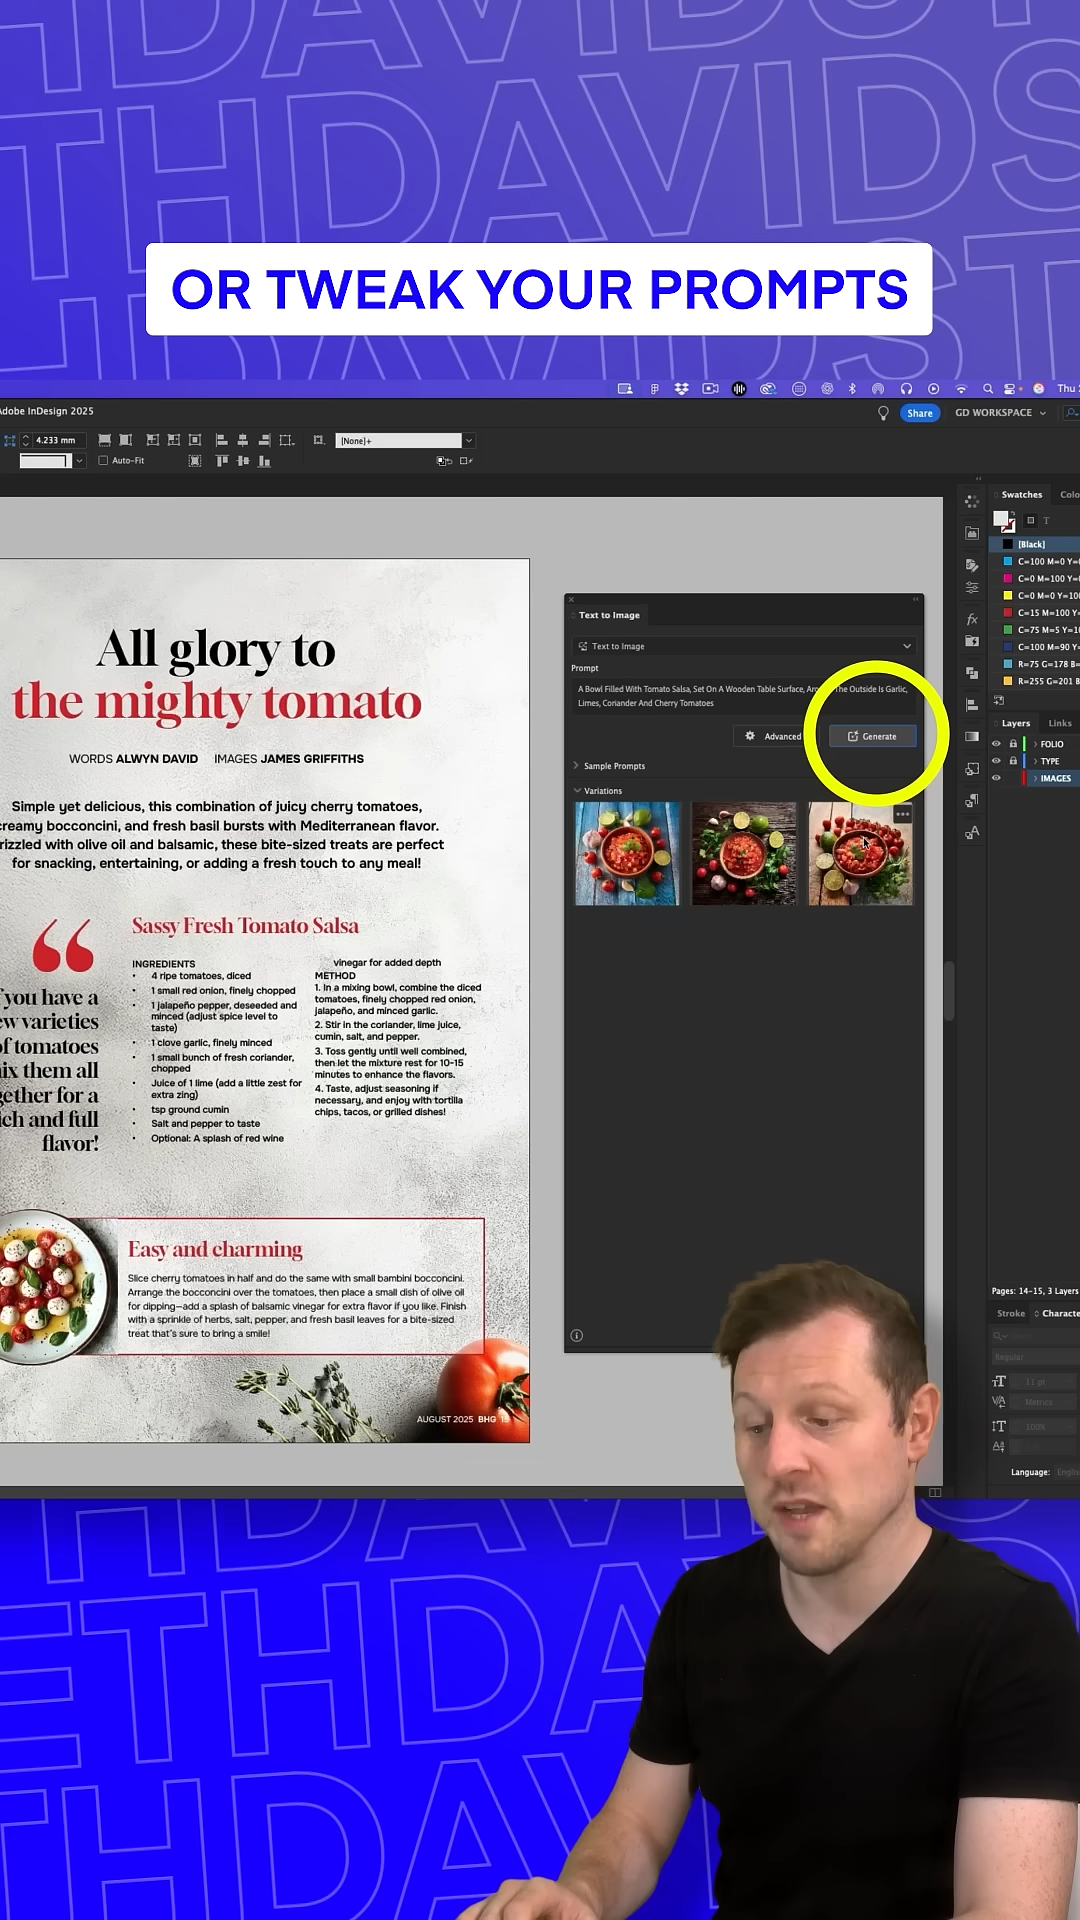 OR TWEAK YOUR PROMPTS
Thu
Adobe InDesign 2025
Share
GD WORKSPACE
4.233 mm
[None]+
Auto-Fit
Swatches
[Black]
C=100 M=0 Y=
C=0 M=100 Y=
C=0 M=0 Y=10
C=15 M=100 Y
C=75 M=5 Y=1
C=100 M=90 Y
R=75 G=178 B
R=255 G=201 B
Layers Links
FOLIO
TYPE
IMAGES
Text to Image
Text to Image
Prompt
A Bowl Filled With Tomato Salsa, Set On A Wooden Table Surface, The Outside Is Garlic,
Limes, Coriander And Cherry Tomatoes
Advanced
Generate
Sample Prompts
Variations
All glory to
the mighty tomato
WORDS ALWYN DAVID IMAGES JAMES GRIFFITHS
Simple yet delicious, this combination of juicy cherry tomatoes,
creamy bocconcini, and fresh basil bursts with Mediterranean flavor.
rizzled with olive oil and balsamic, these bite-sized treats are perfect
for snacking, entertaining, or adding a fresh touch to any meal!
“
f you have a
ew varieties
of tomatoes
ix them all
gether for a
ich and full
flavor!
Sassy Fresh Tomato Salsa
INGREDIENTS
• 4 ripe tomatoes, diced
• 1 small red onion, finely chopped
• 1 jalapeño pepper, deseeded and
minced (adjust spice level to
taste)
• 1 clove garlic, finely minced
• 1 small bunch of fresh coriander,
chopped
• Juice of 1 lime (add a little zest for
extra zing)
• tsp ground cumin
• Salt and pepper to taste
• Optional: A splash of red wine
vinegar for added depth
METHOD
1. In a mixing bowl, combine the diced
tomatoes, finely chopped red onion,
jalapeño, and minced garlic.
2. Stir in the coriander, lime juice,
cumin, salt, and pepper.
3. Toss gently until well combined,
then let the mixture rest for 10-15
minutes to enhance the flavors.
4. Taste, adjust seasoning if
necessary, and enjoy with tortilla
chips, tacos, or grilled dishes!
Easy and charming
Slice cherry tomatoes in half and do the same with small bambini bocconcini.
Arrange the bocconcini over the tomatoes, then place a small dish of olive oil
for dipping—add a splash of balsamic vinegar for extra flavor if you like. Finish
with a sprinkle of herbs, salt, pepper, and fresh basil leaves for a bite-sized
treat that's sure to bring a smile!
AUGUST 2025 BHG
Pages: 14-15, 3 Layers
Stroke Characte
Regular
11 pt
Metrics
100%
Language: